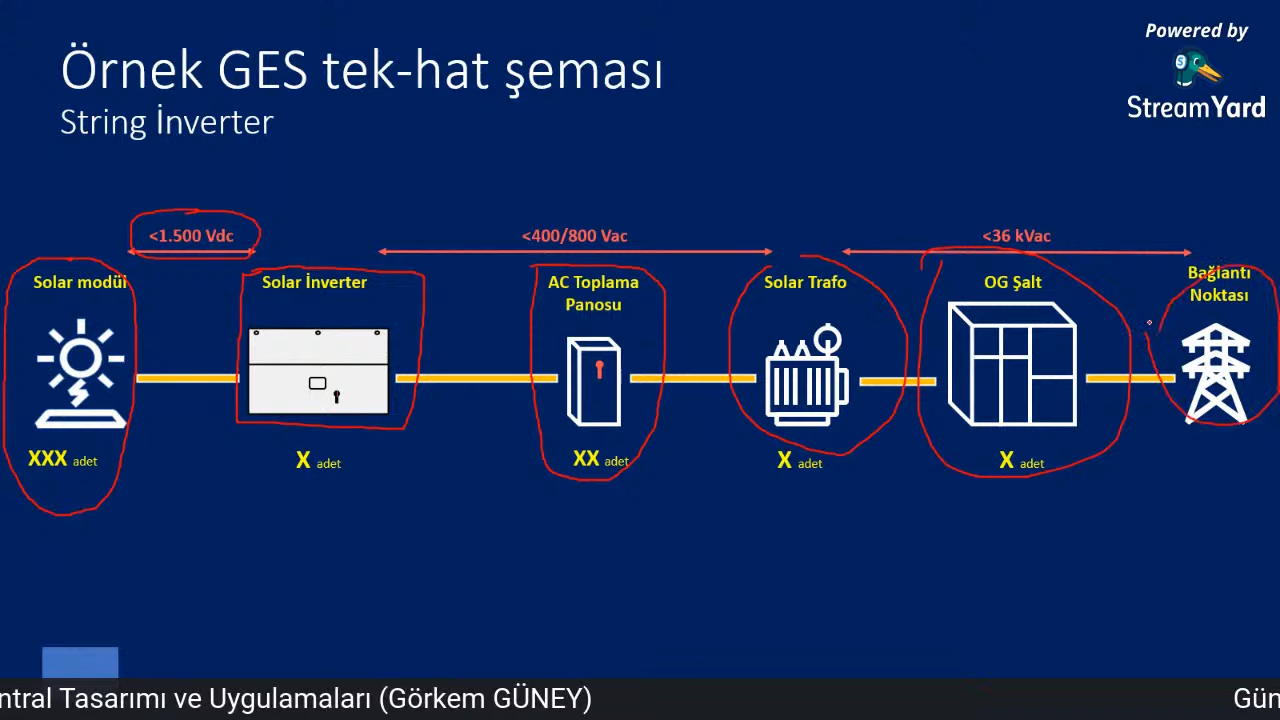 Powered by
StreamYard
Örnek GES tek-hat şeması
String İnverter
<1.500 Vdc
<400/800 Vac
<36 kVac
Solar modül
Solar İnverter
AC Toplama
Panosu
Solar Trafo
OG Şalt
Bağlantı
Noktası
XXX adet
X adet
XX adet
X adet
X adet
ntral Tasarımı ve Uygulamaları (Görkem GÜNEY)
Gün